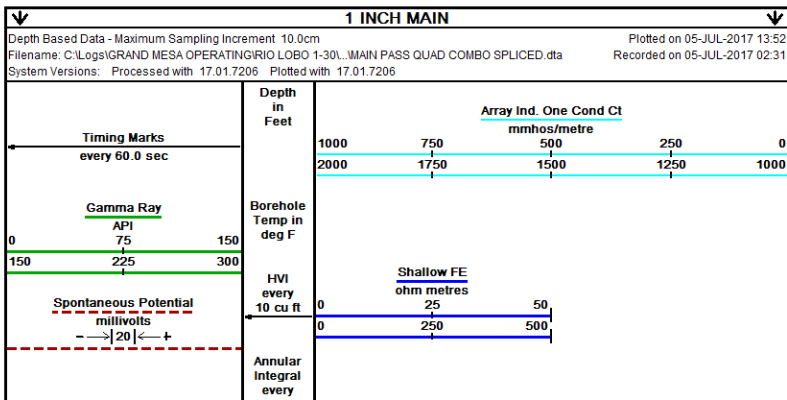 1 INCH MAIN
Depth Based Data - Maximum Sampling Increment 10.0cm Plotted on 05-JUL-2017 13:52
Filename: C:\Logs\GRAND MESA OPERATING\RIO LOBO 1-30\...\MAIN PASS QUAD COMBO SPLICED.dta Recorded on 05-JUL-2017 02:31
System Versions: Processed with 17.01.7206 Plotted with 17.01.7206
Timing Marks
every 60.0 sec
Gamma Ray
API
0 75 150
150 225 300
Spontaneous Potential
millivolts
- 20 +
Depth
in
Feet
Borehole
Temp in
deg F
HVI
every
10 cu ft
Annular
Integral
every
Array Ind. One Cond Ct
mmhos/metre
1000 750 500 250 0
2000 1750 1500 1250 1000
Shallow FE
ohm metres
0 25 50
0 250 500